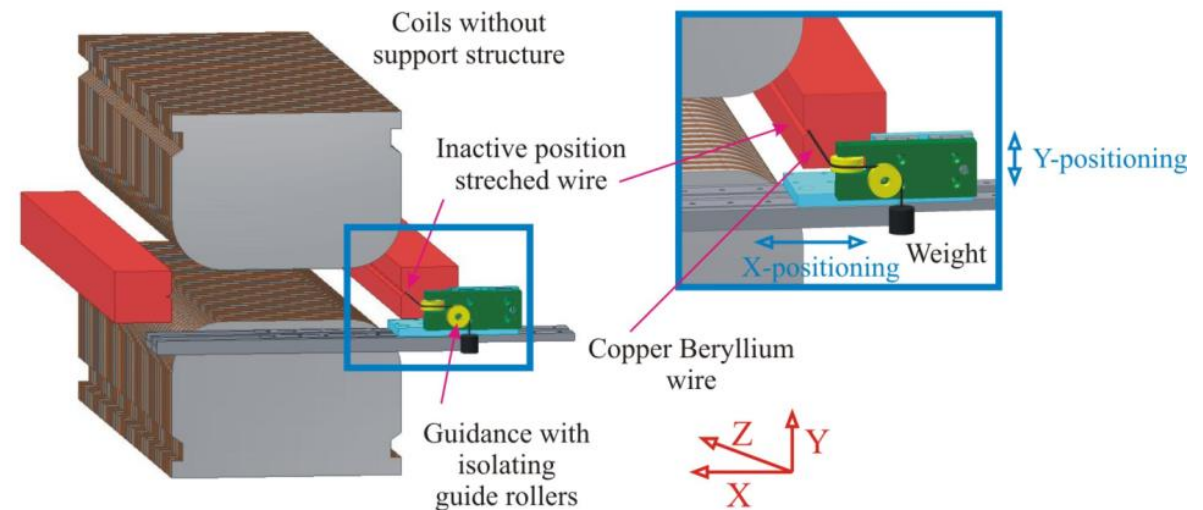 Coils without
support structure
Inactive position
streched wire
Y-positioning
X-positioning
Weight
Copper Beryllium
wire
Guidance with
isolating
guide rollers
Z
Y
X